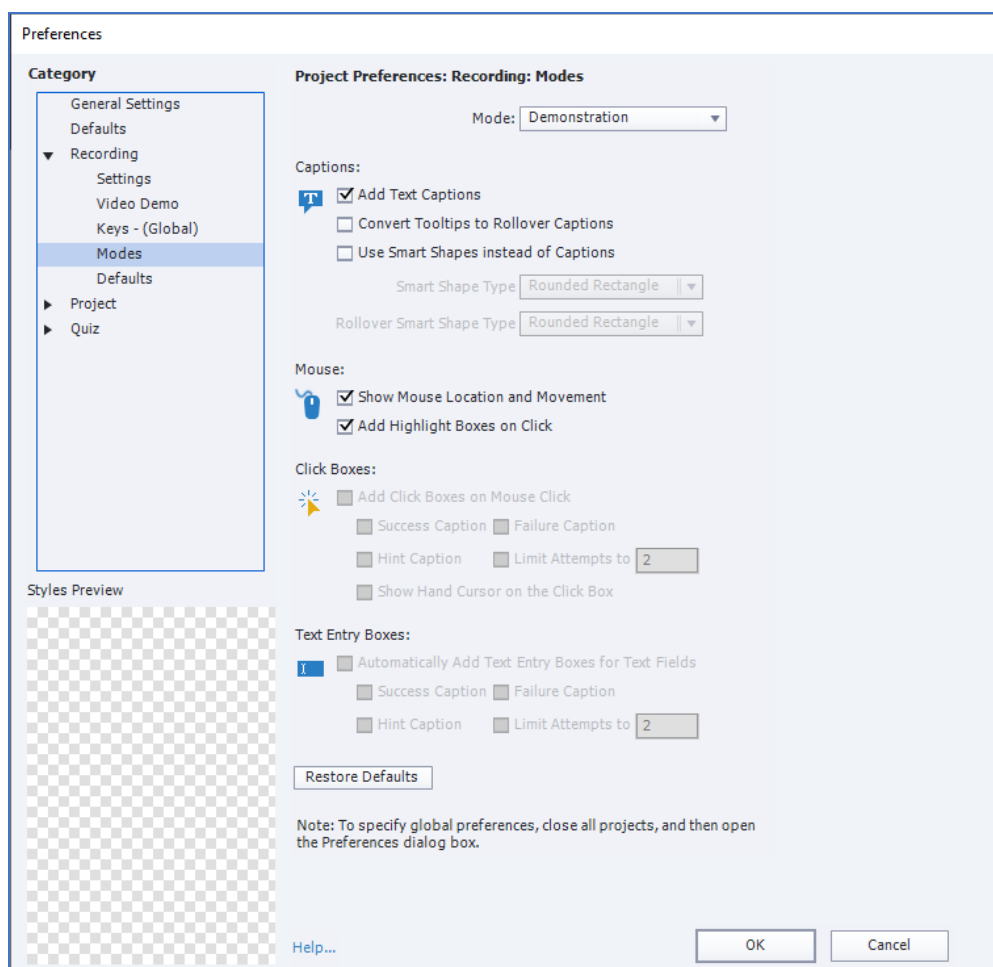 Preferences
Category
General Settings
Defaults
Recording
Settings
Video Demo
Keys - (Global)
Modes
Defaults
Project
Quiz
Styles Preview
Project Preferences: Recording: Modes
Mode: Demonstration
Captions:
T
Add Text Captions
Convert Tooltips to Rollover Captions
Use Smart Shapes instead of Captions
Smart Shape Type Rounded Rectangle
Rollover Smart Shape Type Rounded Rectangle
Mouse:
Show Mouse Location and Movement
Add Highlight Boxes on Click
Click Boxes:
Add Click Boxes on Mouse Click
Success Caption Failure Caption
Hint Caption Limit Attempts to 2
Show Hand Cursor on the Click Box
Text Entry Boxes:
Automatically Add Text Entry Boxes for Text Fields
Success Caption Failure Caption
Hint Caption Limit Attempts to 2
Restore Defaults
Note: To specify global preferences, close all projects, and then open
the Preferences dialog box.
Help...
OK Cancel